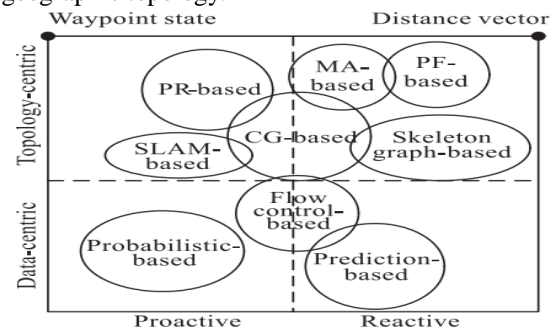 Waypoint state
Distance vector
Topology-centric
PR-based
MA-
based
PF-
based
SLAM-
based
CG-based
Skeleton
graph-based
Data-centric
Flow
control-
based
Probabilistic-
based
Prediction-
based
Proactive
Reactive